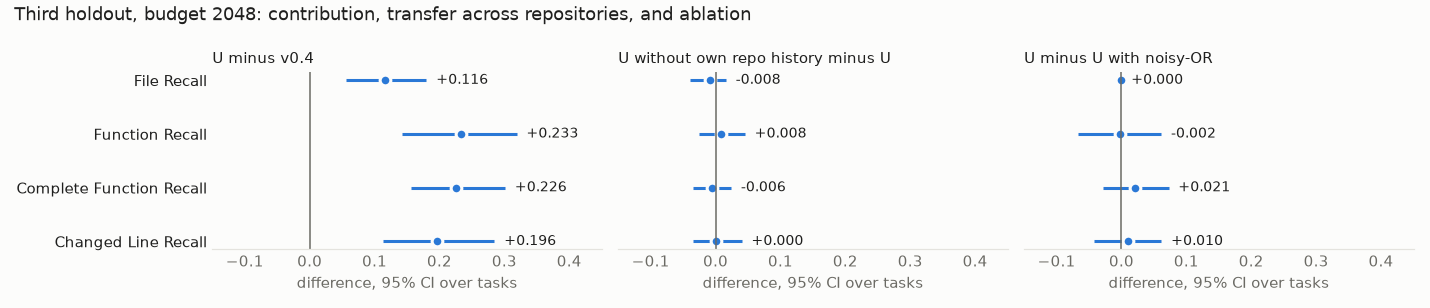 Third holdout, budget 2048: contribution, transfer across repositories, and ablation
U minus v0.4
File Recall
+0.116
Function Recall
+0.233
Complete Function Recall
+0.226
Changed Line Recall
+0.196
−0.1 0.0 0.1 0.2 0.3 0.4
difference, 95% CI over tasks
U without own repo history minus U
-0.008
+0.008
-0.006
+0.000
−0.1 0.0 0.1 0.2 0.3 0.4
difference, 95% CI over tasks
U minus U with noisy-OR
+0.000
-0.002
+0.021
+0.010
−0.1 0.0 0.1 0.2 0.3 0.4
difference, 95% CI over tasks